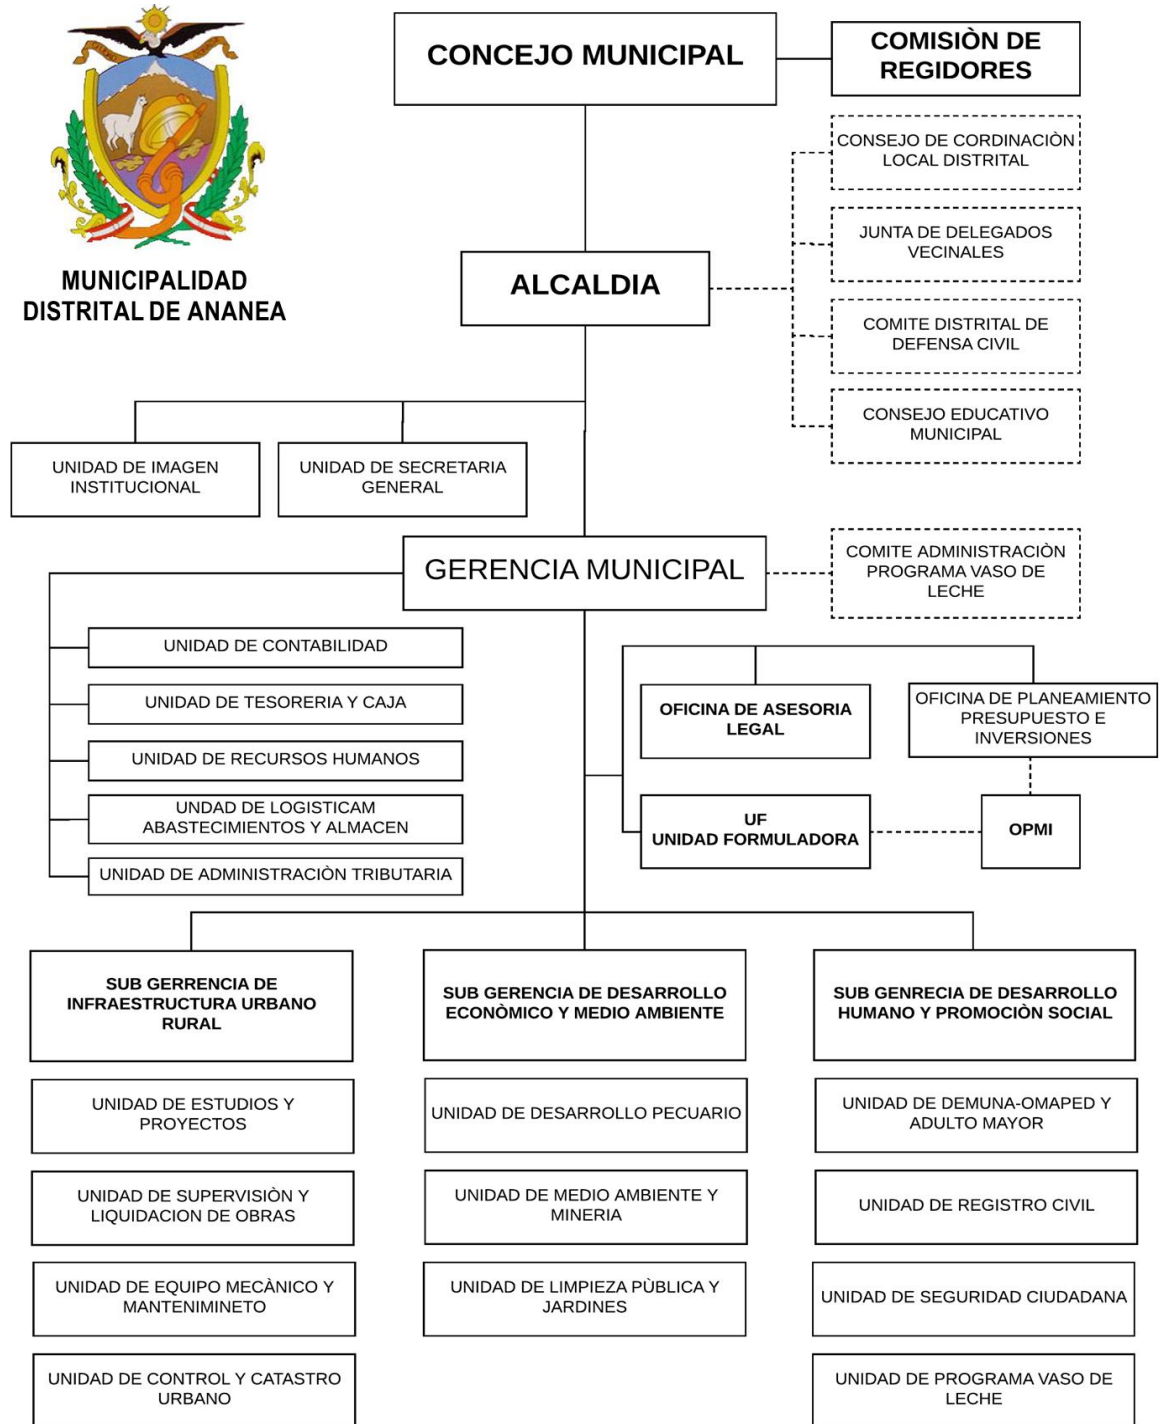 CONCEJO MUNICIPAL
COMISIÒN DE
REGIDORES
CONSEJO DE CORDINACIÒN
LOCAL DISTRITAL
JUNTA DE DELEGADOS
VECINALES
MUNICIPALIDAD
DISTRITAL DE ANANEA
ALCALDIA
COMITE DISTRITAL DE
DEFENSA CIVIL
CONSEJO EDUCATIVO
MUNICIPAL
UNIDAD DE IMAGEN
INSTITUCIONAL
UNIDAD DE SECRETARIA
GENERAL
GERENCIA MUNICIPAL
COMITE ADMINISTRACIÒN
PROGRAMA VASO DE
LECHE
UNIDAD DE CONTABILIDAD
UNIDAD DE TESORERIA Y CAJA
UNIDAD DE RECURSOS HUMANOS
UNDAD DE LOGISTICAM
ABASTECIMIENTOS Y ALMACEN
UNIDAD DE ADMINISTRACIÒN TRIBUTARIA
OFICINA DE ASESORIA
LEGAL
OFICINA DE PLANEAMIENTO
PRESUPUESTO E
INVERSIONES
UF
UNIDAD FORMULADORA
OPMI
SUB GERRENCIA DE
INFRAESTRUCTURA URBANO
RURAL
UNIDAD DE ESTUDIOS Y
PROYECTOS
UNIDAD DE SUPERVISIÒN Y
LIQUIDACION DE OBRAS
UNIDAD DE EQUIPO MECÀNICO Y
MANTENIMINETO
UNIDAD DE CONTROL Y CATASTRO
URBANO
SUB GERENCIA DE DESARROLLO
ECONÒMICO Y MEDIO AMBIENTE
UNIDAD DE DESARROLLO PECUARIO
UNIDAD DE MEDIO AMBIENTE Y
MINERIA
UNIDAD DE LIMPIEZA PÙBLICA Y
JARDINES
SUB GENRECIA DE DESARROLLO
HUMANO Y PROMOCIÒN SOCIAL
UNIDAD DE DEMUNA-OMAPED Y
ADULTO MAYOR
UNIDAD DE REGISTRO CIVIL
UNIDAD DE SEGURIDAD CIUDADANA
UNIDAD DE PROGRAMA VASO DE
LECHE